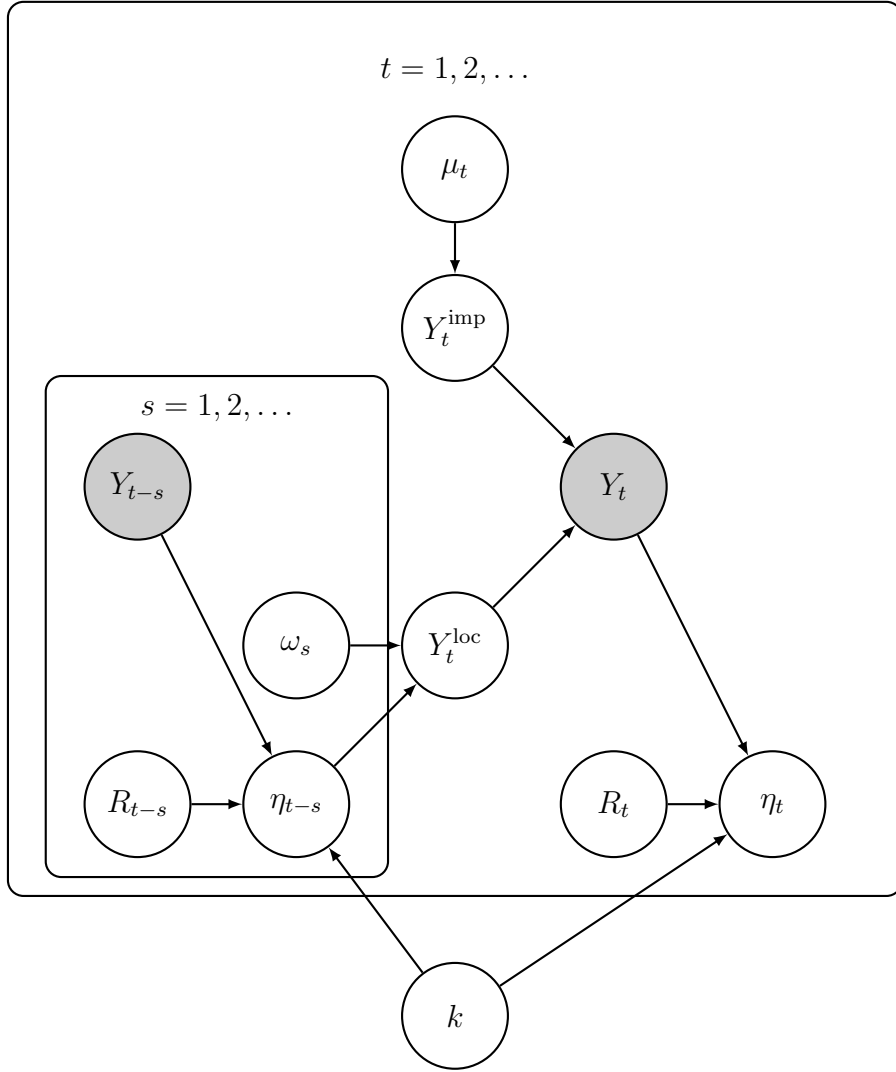 t = 1, 2, …
μ_t
Y_t^imp
s = 1, 2, …
Y_{t−s}
Y_t
ω_s
Y_t^loc
R_{t−s}
η_{t−s}
R_t
η_t
k